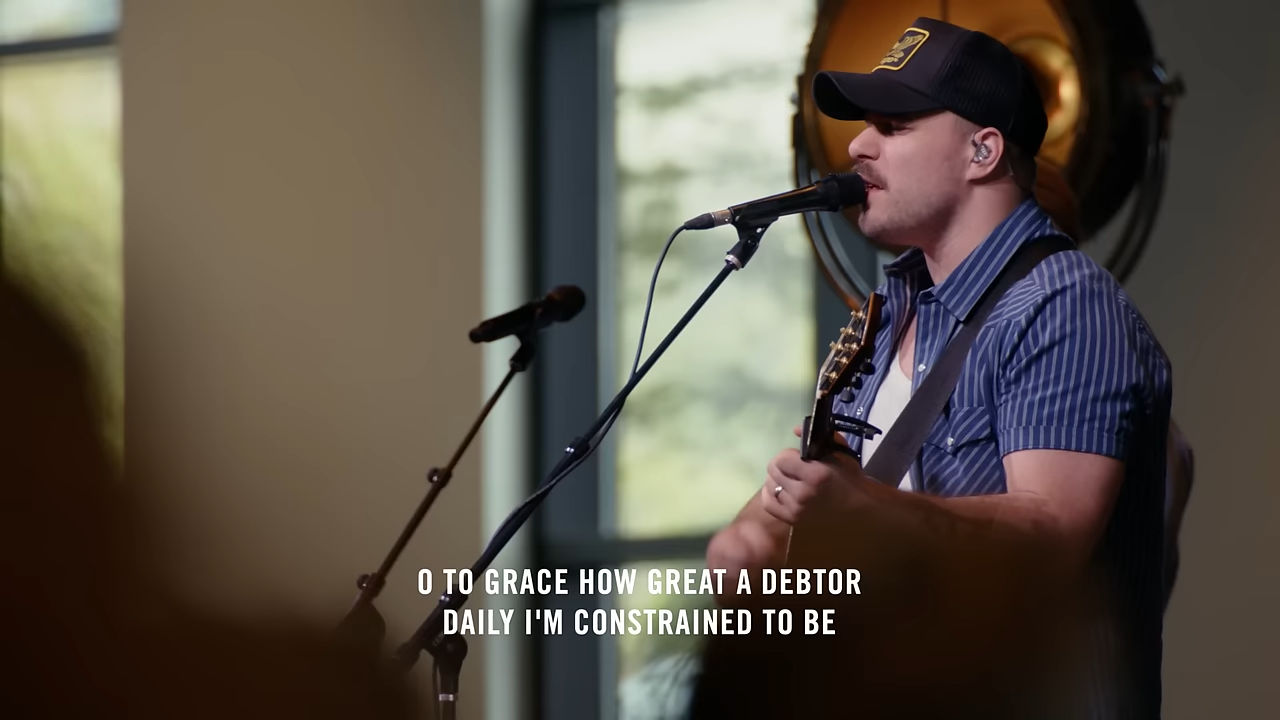 O TO GRACE HOW GREAT A DEBTOR
DAILY I'M CONSTRAINED TO BE